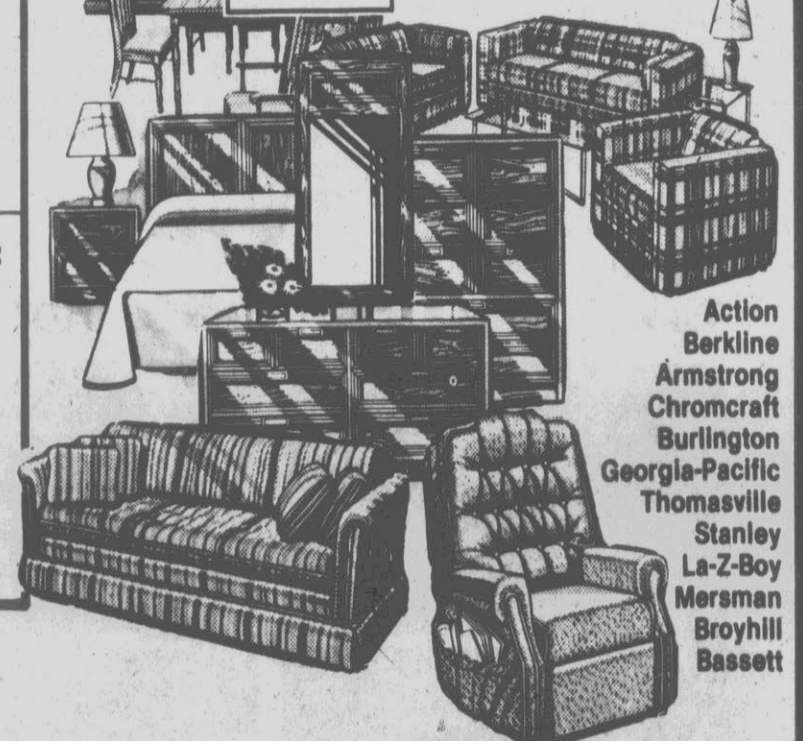 Action
Berkline
Armstrong
Chromcraft
Burlington
Georgia-Pacific
Thomasville
Stanley
La-Z-Boy
Mersman
Broyhill
Bassett